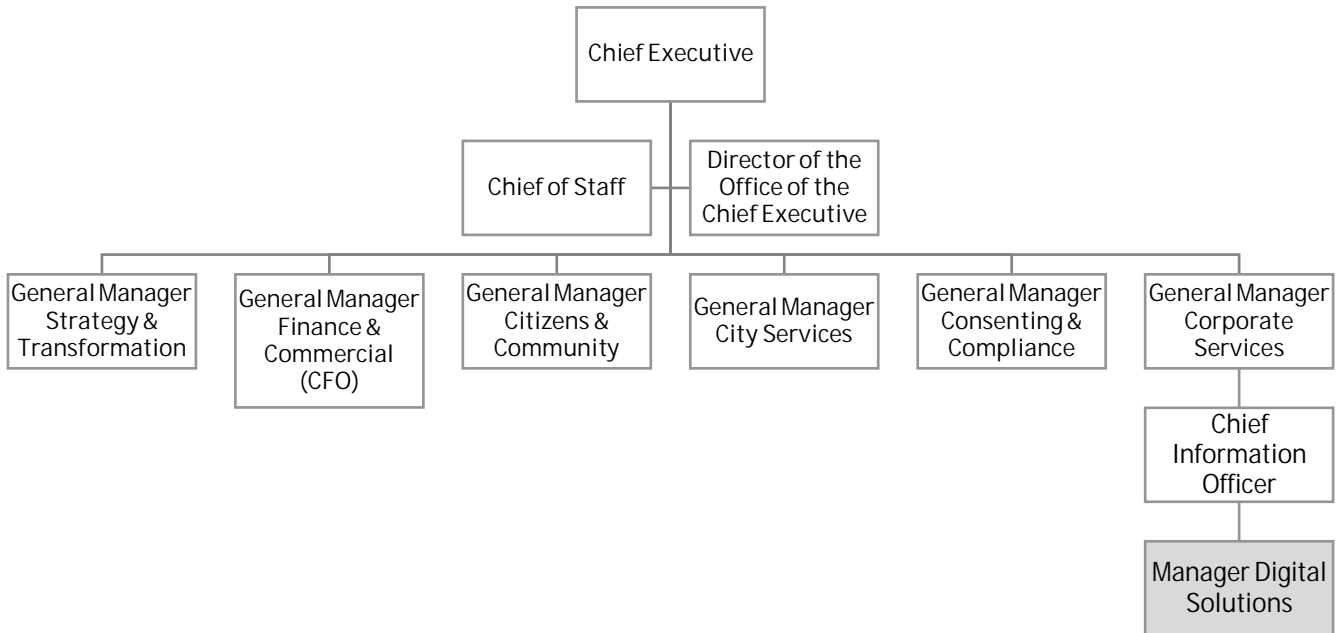 Chief Executive
Chief of Staff
Director of the
Office of the
Chief Executive
General Manager
Strategy &
Transformation
General Manager
Finance &
Commercial
(CFO)
General Manager
Citizens &
Community
General Manager
City Services
General Manager
Consenting &
Compliance
General Manager
Corporate
Services
Chief
Information
Officer
Manager Digital
Solutions